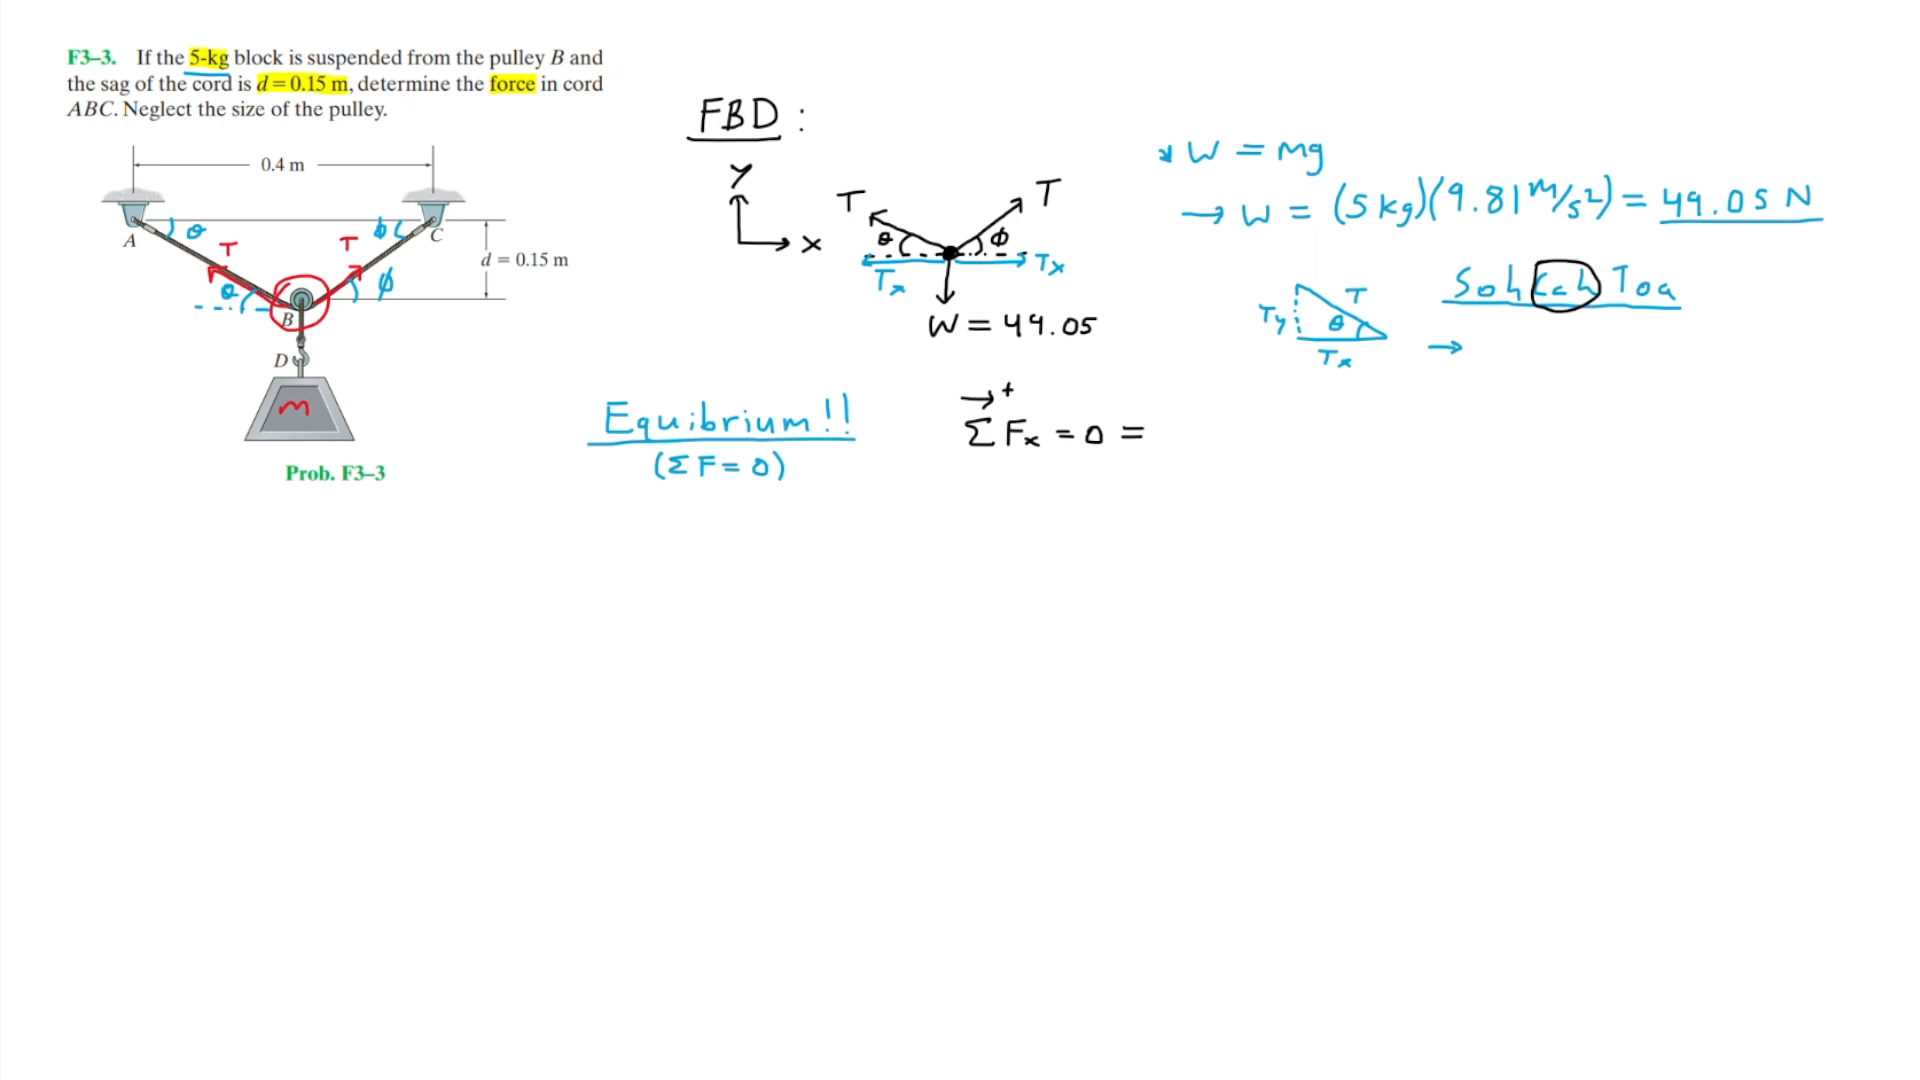 F3–3. If the 5-kg block is suspended from the pulley B and
the sag of the cord is d = 0.15 m, determine the force in cord
ABC. Neglect the size of the pulley.
0.4 m
A
θ
T
T
ϕ
C
d = 0.15 m
θ
ϕ
B
D
m
Prob. F3–3
FBD :
Y
X
T
T
θ
ϕ
Tx
Tx
W = 49.05
* W = mg
→ W = (5 kg)(9.81 m/s²) = 49.05 N
Soh Cah Toa
T
Ty
θ
Tx
→
Equibrium!!
(ΣF = 0)
→+
ΣFx = 0 =